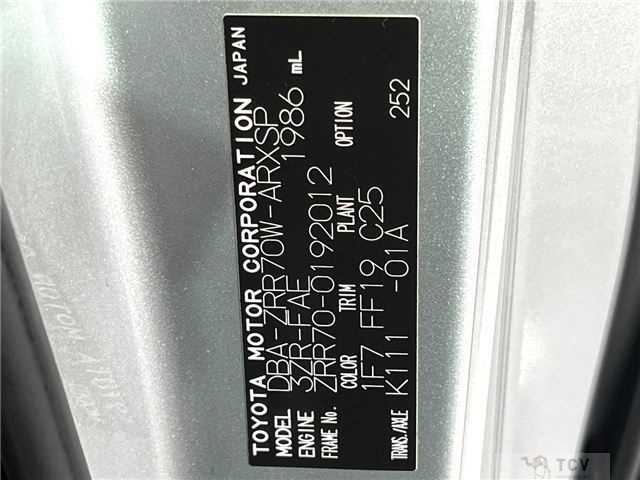 TOYOTA MOTOR CORPORATION JAPAN
MODEL DBA-ZRR70W-ARXSP
ENGINE 3ZR-FAE 1986 mL
FRAME No. ZRR70-0192012
COLOR TRIM PLANT OPTION
1F7 FF19 C25 252
TRANS./AXLE K111 -01A
TCV